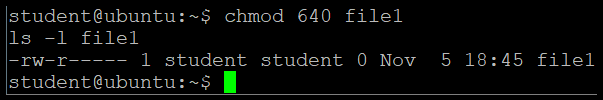 student@ubuntu:~$ chmod 640 file1
ls -l file1
-rw-r----- 1 student student 0 Nov  5 18:45 file1
student@ubuntu:~$